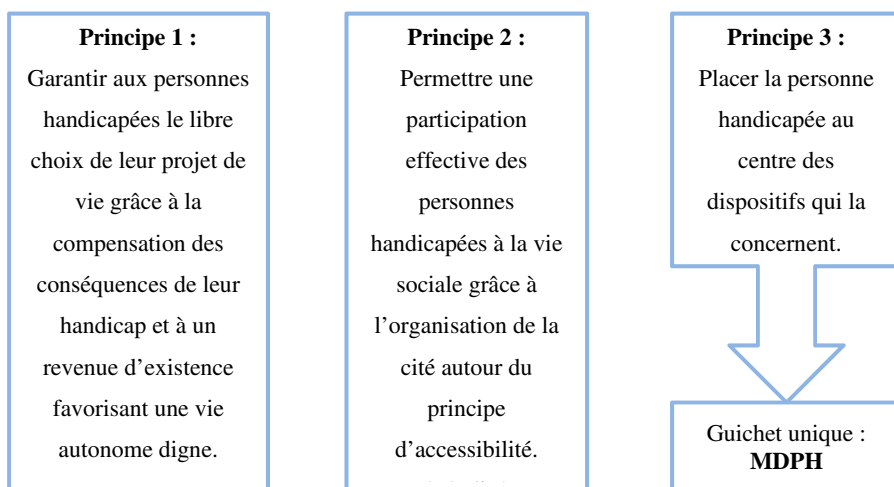 Principe 1 :
Garantir aux personnes
handicapées le libre
choix de leur projet de
vie grâce à la
compensation des
conséquences de leur
handicap et à un
revenue d’existence
favorisant une vie
autonome digne.
Principe 2 :
Permettre une
participation
effective des
personnes
handicapées à la vie
sociale grâce à
l’organisation de la
cité autour du
principe
d’accessibilité.
Principe 3 :
Placer la personne
handicapée au
centre des
dispositifs qui la
concernent.
Guichet unique :
MDPH